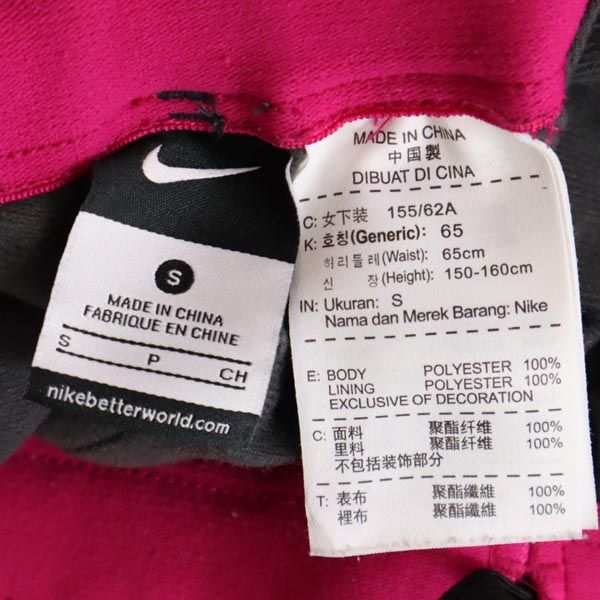 S
MADE IN CHINA
FABRIQUE EN CHINE
S P CH
nikebetterworld.com
MADE IN CHINA
中国製
DIBUAT DI CINA
C: 女下装 155/62A
K: 호칭(Generic): 65
허리둘레(Waist): 65cm
신 장(Height): 150-160cm
IN: Ukuran: S
Nama dan Merek Barang: Nike
E: BODY POLYESTER 100%
LINING POLYESTER 100%
EXCLUSIVE OF DECORATION
C: 面料 聚酯纤维 100%
里料 聚酯纤维 100%
不包括装饰部分
T: 表布 聚酯纖維 100%
裡布 聚酯纖維 100%